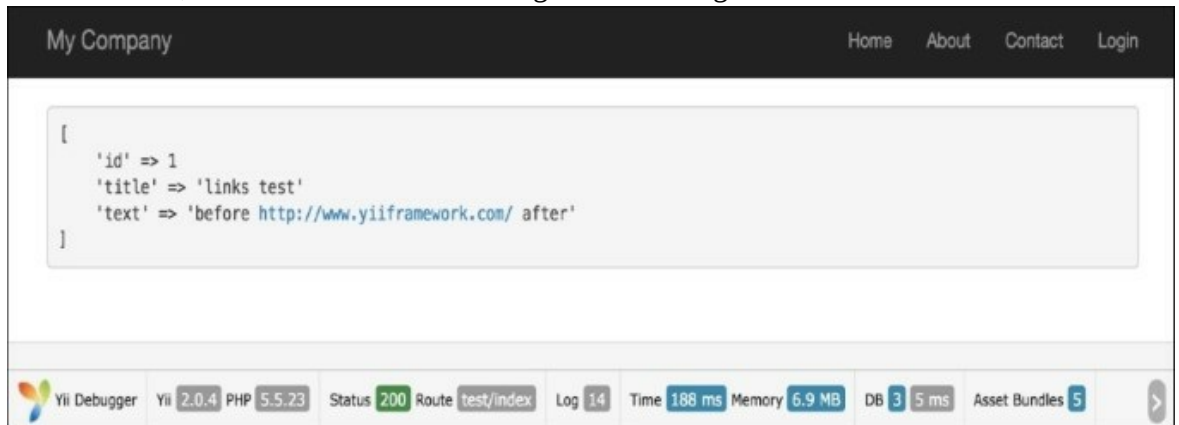 My Company Home About Contact Login
[
'id' => 1
'title' => 'links test'
'text' => 'before http://www.yiiframework.com/ after'
]
Yii Debugger Yii 2.0.4 PHP 5.5.23 Status 200 Route test/index Log 14 Time 188 ms Memory 6.9 MB DB 3 5 ms Asset Bundles 5 >